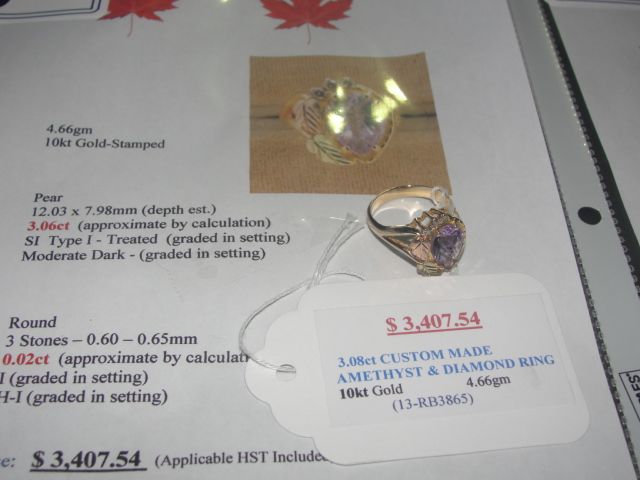 4.66gm
10kt Gold-Stamped
Pear
12.03 x 7.98mm (depth est.)
3.06ct (approximate by calculation)
SI Type I - Treated (graded in setting)
Moderate Dark - (graded in setting)
Round
3 Stones – 0.60 – 0.65mm
0.02ct (approximate by
(graded in setting)
H-I (graded in setting)
$ 3,407.54 (Applicable HST
$ 3,407.54
3.08ct CUSTOM MADE
AMETHYST & DIAMOND RING
10kt Gold 4.66gm
(13-RB3865)